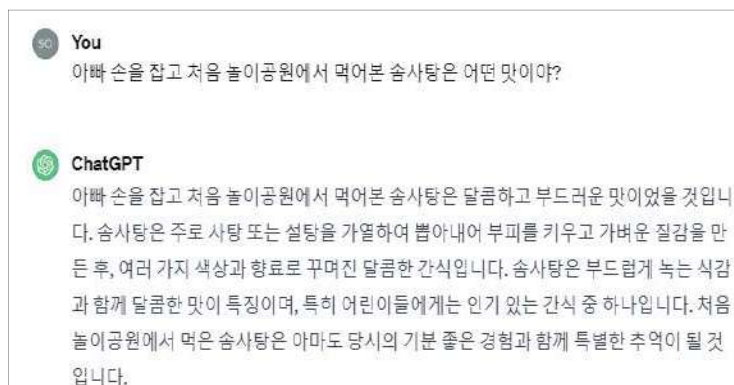 SO
You
아빠 손을 잡고 처음 놀이공원에서 먹어본 솜사탕은 어떤 맛이야?
ChatGPT
아빠 손을 잡고 처음 놀이공원에서 먹어본 솜사탕은 달콤하고 부드러운 맛이었을 것입니
다. 솜사탕은 주로 사탕 또는 설탕을 가열하여 뽑아내어 부피를 키우고 가벼운 질감을 만
든 후, 여러 가지 색상과 향료로 꾸며진 달콤한 간식입니다. 솜사탕은 부드럽게 녹는 식감
과 함께 달콤한 맛이 특징이며, 특히 어린이들에게는 인기 있는 간식 중 하나입니다. 처음
놀이공원에서 먹은 솜사탕은 아마도 당시의 기분 좋은 경험과 함께 특별한 추억이 될 것
입니다.